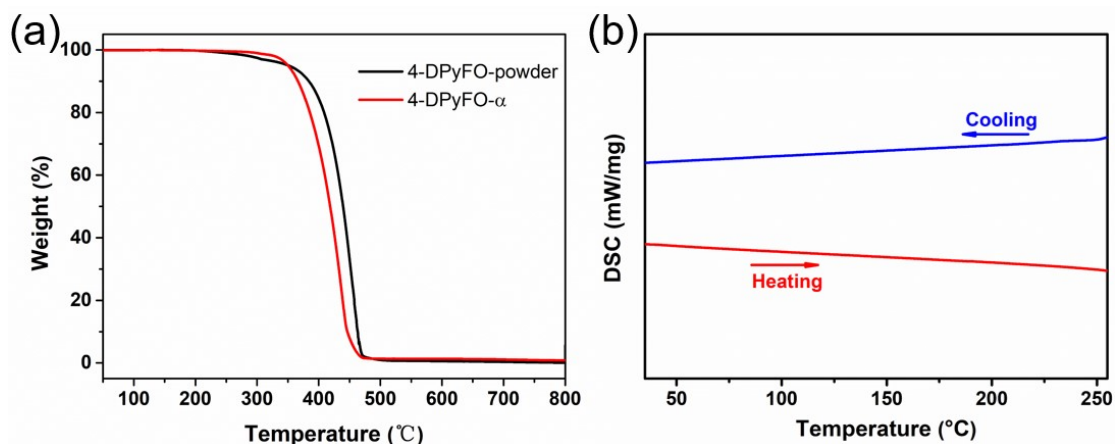 (a)
100
80
60
40
20
0
Weight (%)
4-DPyFO-powder
4-DPyFO-α
100 200 300 400 500 600 700 800
Temperature (℃)
(b)
DSC (mW/mg)
Cooling
Heating
50 100 150 200 250
Temperature (°C)